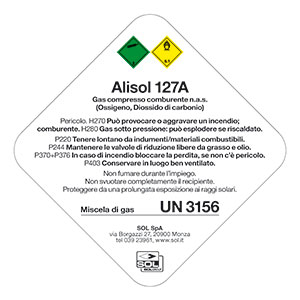 2
5.1
Alisol 127A
Gas compresso comburente n.a.s.
(Ossigeno, Diossido di carbonio)
Pericolo. H270 Può provocare o aggravare un incendio;
comburente. H280 Gas sotto pressione: può esplodere se riscaldato.
P220 Tenere lontano da indumenti/materiali combustibili.
P244 Mantenere le valvole di riduzione libere da grasso e olio.
P370+P376 In caso di incendio bloccare la perdita, se non c'è pericolo.
P403 Conservare in luogo ben ventilato.
Non fumare durante l'impiego.
Non svuotare completamente il recipiente.
Proteggere da una prolungata esposizione ai raggi solari.
Miscela di gas UN 3156
SOL SpA
via Borgazzi 27, 20900 Monza
tel 039 23961, www.sol.it
SOL
SOLGROUP